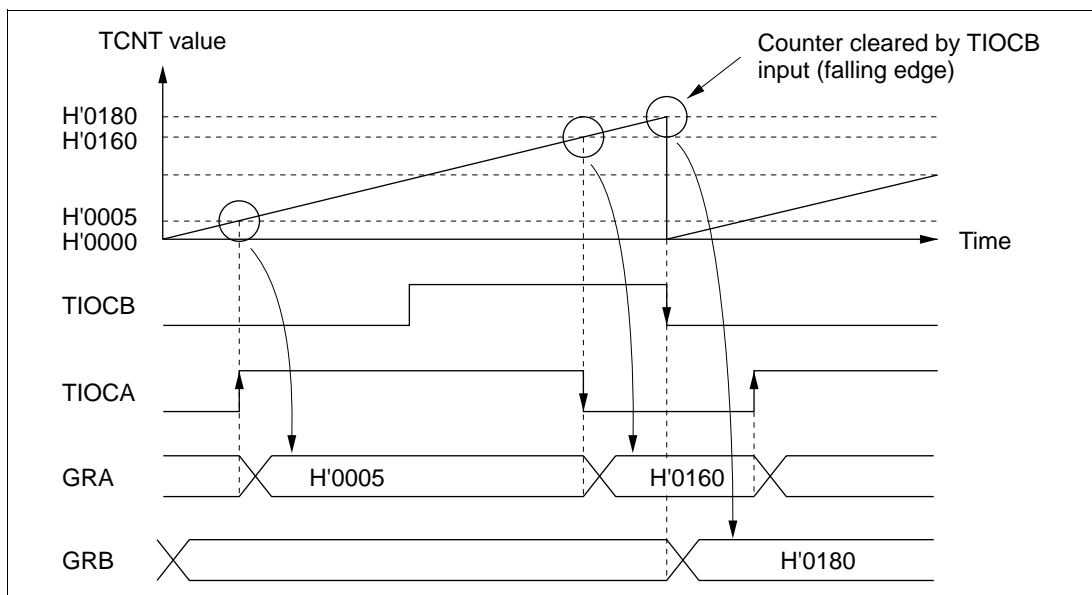 TCNT value
Counter cleared by TIOCB
input (falling edge)
H'0180
H'0160
H'0005
H'0000
Time
TIOCB
TIOCA
GRA
H'0005
H'0160
GRB
H'0180